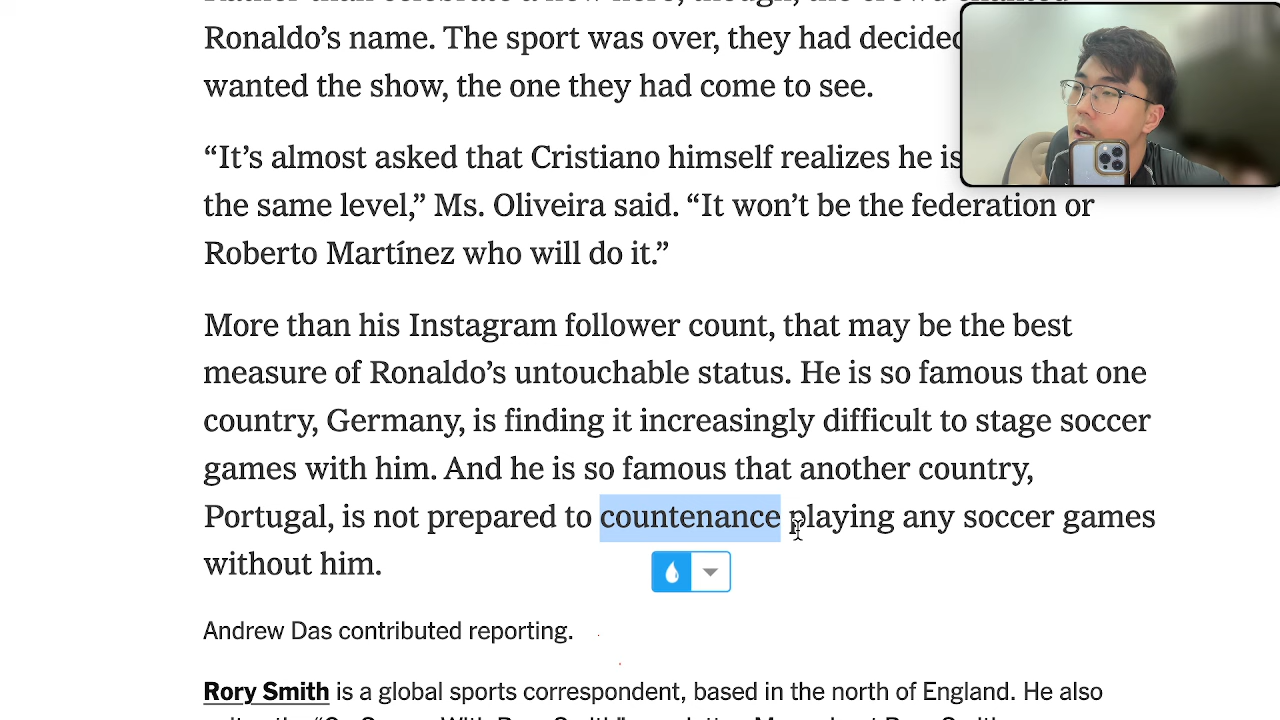 Ronaldo’s name. The sport was over, they had decided
wanted the show, the one they had come to see.
“It’s almost asked that Cristiano himself realizes he is
the same level,” Ms. Oliveira said. “It won’t be the federation or
Roberto Martínez who will do it.”
More than his Instagram follower count, that may be the best
measure of Ronaldo’s untouchable status. He is so famous that one
country, Germany, is finding it increasingly difficult to stage soccer
games with him. And he is so famous that another country,
Portugal, is not prepared to countenance playing any soccer games
without him.
Andrew Das contributed reporting.
Rory Smith is a global sports correspondent, based in the north of England. He also